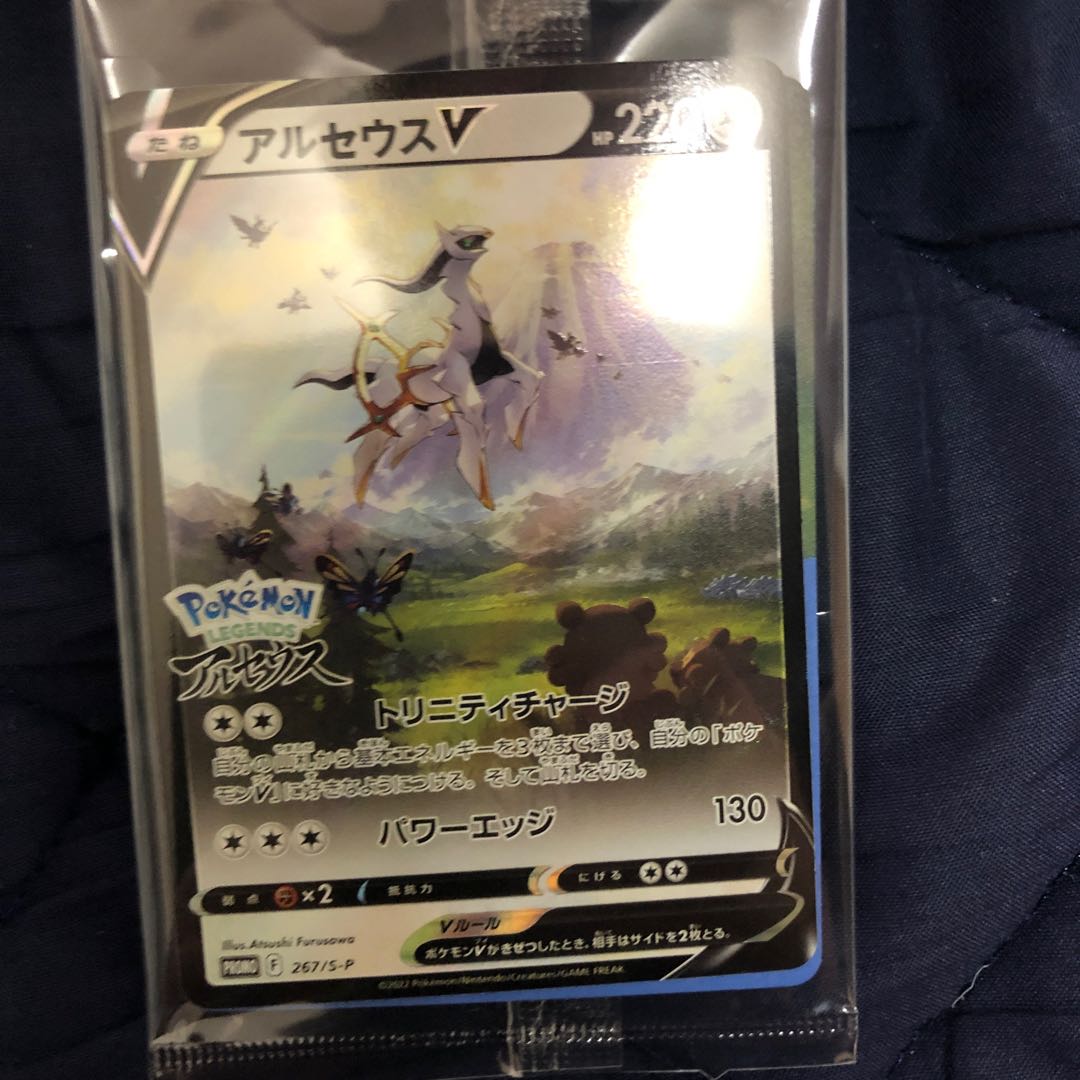 たね
アルセウスV
HP 22
POKÉMON
LEGENDS
アルセウス
トリニティチャージ
自分の山札から基本エネルギーを3枚まで選び、自分の「ポケ
モンV」に好きなようにつける。そして山札を切る。
パワーエッジ 130
弱点 ×2 抵抗力 にげる
Vルール
ポケモンVがきぜつしたとき、相手はサイドを2枚とる。
Illus. Atsushi Furusawa
PROMO F 267/S-P
©2022 Pokémon/Nintendo/Creatures/GAME FREAK